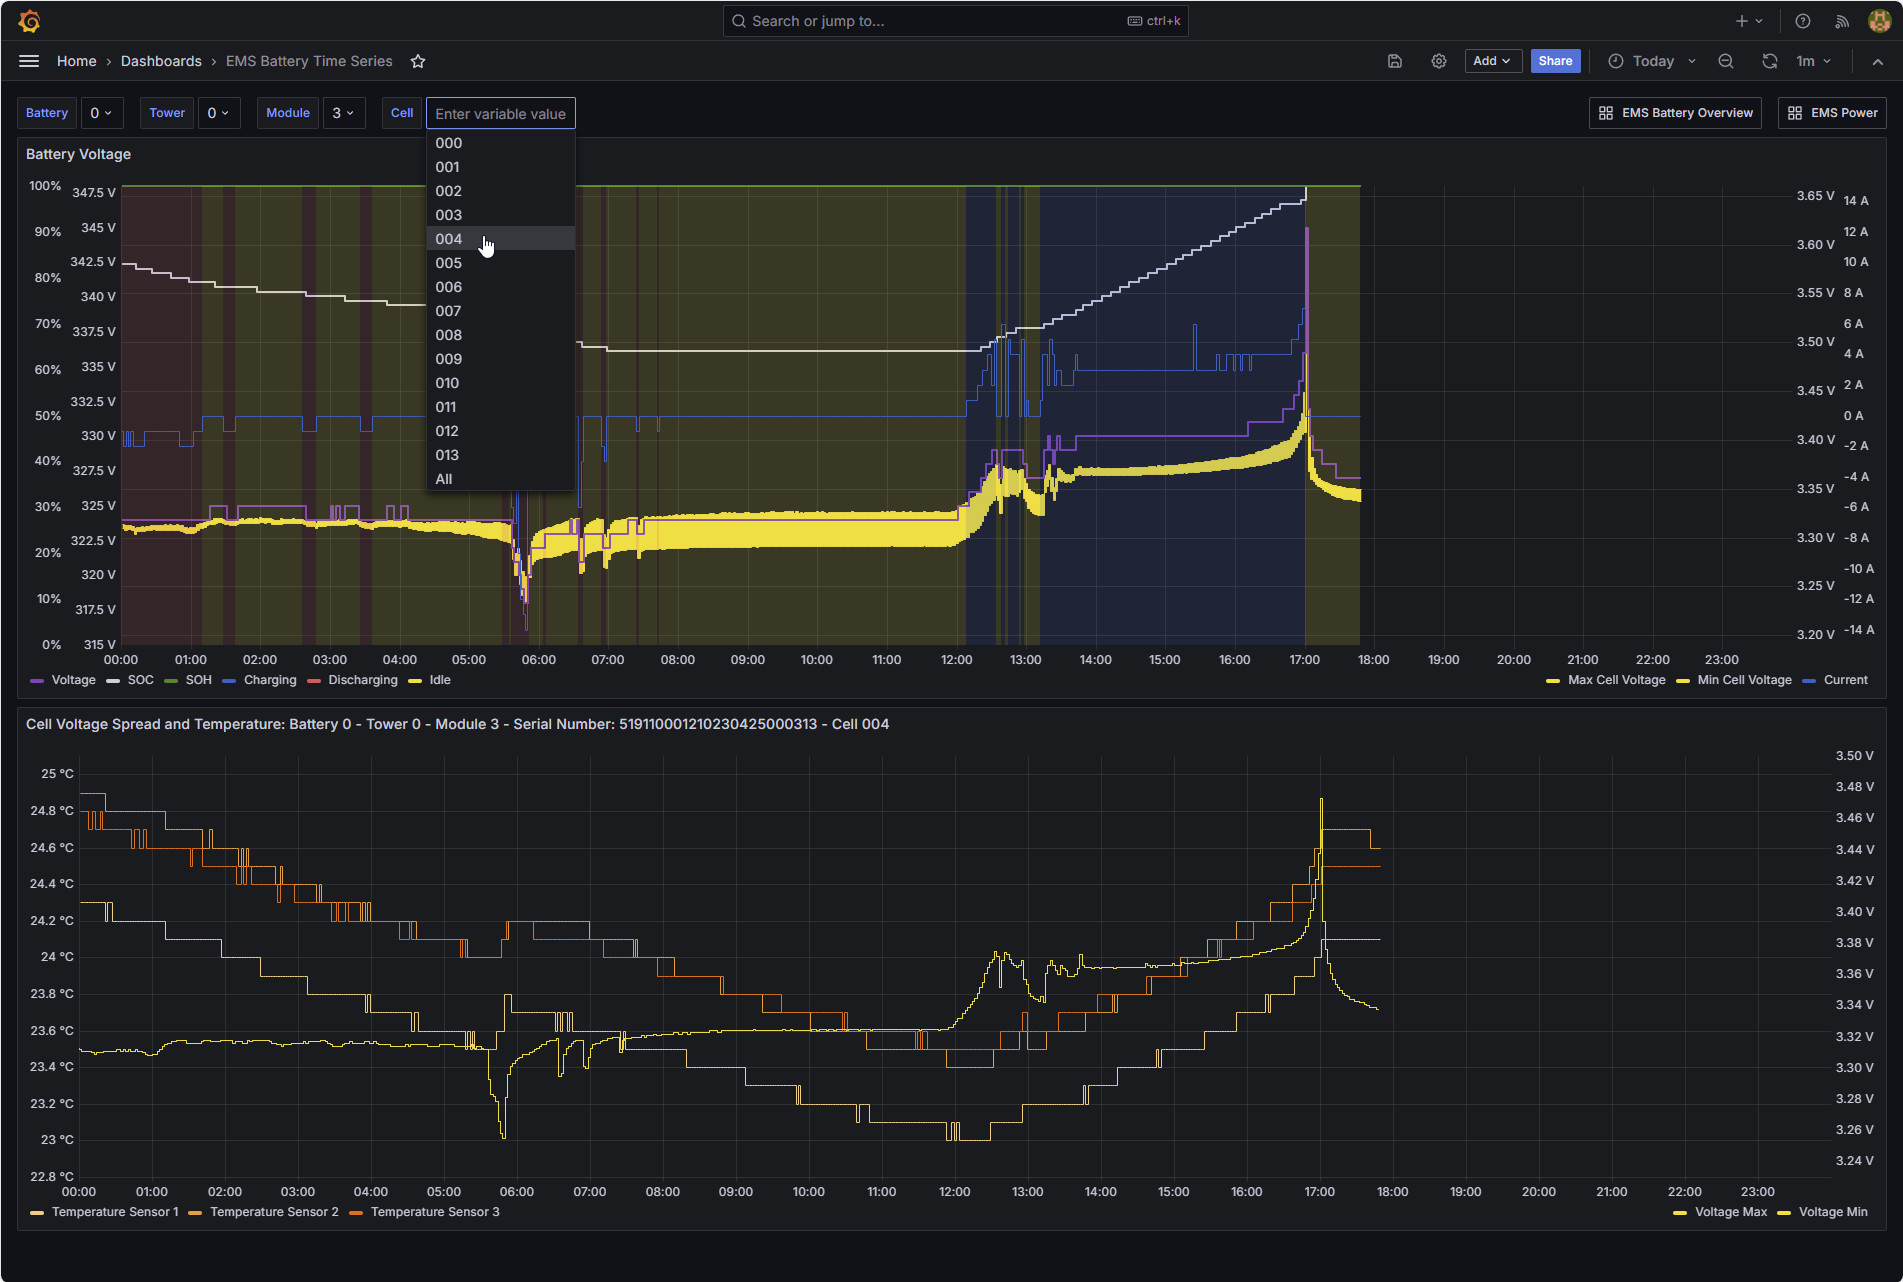 Search or jump to... ctrl+k
Home › Dashboards › EMS Battery Time Series
Add Share Today 1m
Battery 0 Tower 0 Module 3 Cell Enter variable value EMS Battery Overview EMS Power
000
001
002
003
004
005
006
007
008
009
010
011
012
013
All
Battery Voltage
100%
90%
80%
70%
60%
50%
40%
30%
20%
10%
0%
347.5 V
345 V
342.5 V
340 V
337.5 V
335 V
332.5 V
330 V
327.5 V
325 V
322.5 V
320 V
317.5 V
315 V
3.65 V
3.60 V
3.55 V
3.50 V
3.45 V
3.40 V
3.35 V
3.30 V
3.25 V
3.20 V
14 A
12 A
10 A
8 A
6 A
4 A
2 A
0 A
-2 A
-4 A
-6 A
-8 A
-10 A
-12 A
-14 A
00:00 01:00 02:00 03:00 04:00 05:00 06:00 07:00 08:00 09:00 10:00 11:00 12:00 13:00 14:00 15:00 16:00 17:00 18:00 19:00 20:00 21:00 22:00 23:00
Voltage SOC SOH Charging Discharging Idle Max Cell Voltage Min Cell Voltage Current
Cell Voltage Spread and Temperature: Battery 0 - Tower 0 - Module 3 - Serial Number: 519110001210230425000313 - Cell 004
25 °C
24.8 °C
24.6 °C
24.4 °C
24.2 °C
24 °C
23.8 °C
23.6 °C
23.4 °C
23.2 °C
23 °C
22.8 °C
3.50 V
3.48 V
3.46 V
3.44 V
3.42 V
3.40 V
3.38 V
3.36 V
3.34 V
3.32 V
3.30 V
3.28 V
3.26 V
3.24 V
00:00 01:00 02:00 03:00 04:00 05:00 06:00 07:00 08:00 09:00 10:00 11:00 12:00 13:00 14:00 15:00 16:00 17:00 18:00 19:00 20:00 21:00 22:00 23:00
Temperature Sensor 1 Temperature Sensor 2 Temperature Sensor 3 Voltage Max Voltage Min